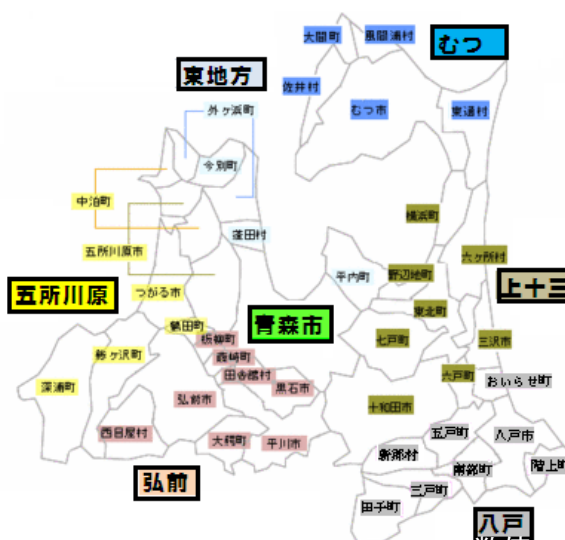 大間町
風間浦村
むつ
東地方
佐井村
むつ市
東通村
外ヶ浜町
今別町
中泊町
横浜町
蓬田村
五所川原市
六ヶ所村
平内町
野辺地町
五所川原
つがる市
上十三
東北町
青森市
鶴田町
板柳町
七戸町
三沢市
鰺ヶ沢町
藤崎町
田舎館村
六戸町
おいらせ町
深浦町
黒石市
弘前市
十和田市
西目屋村
五戸町
八戸市
大鰐町
平川市
新郷村
南部町
階上町
弘前
三戸町
田子町
八戸